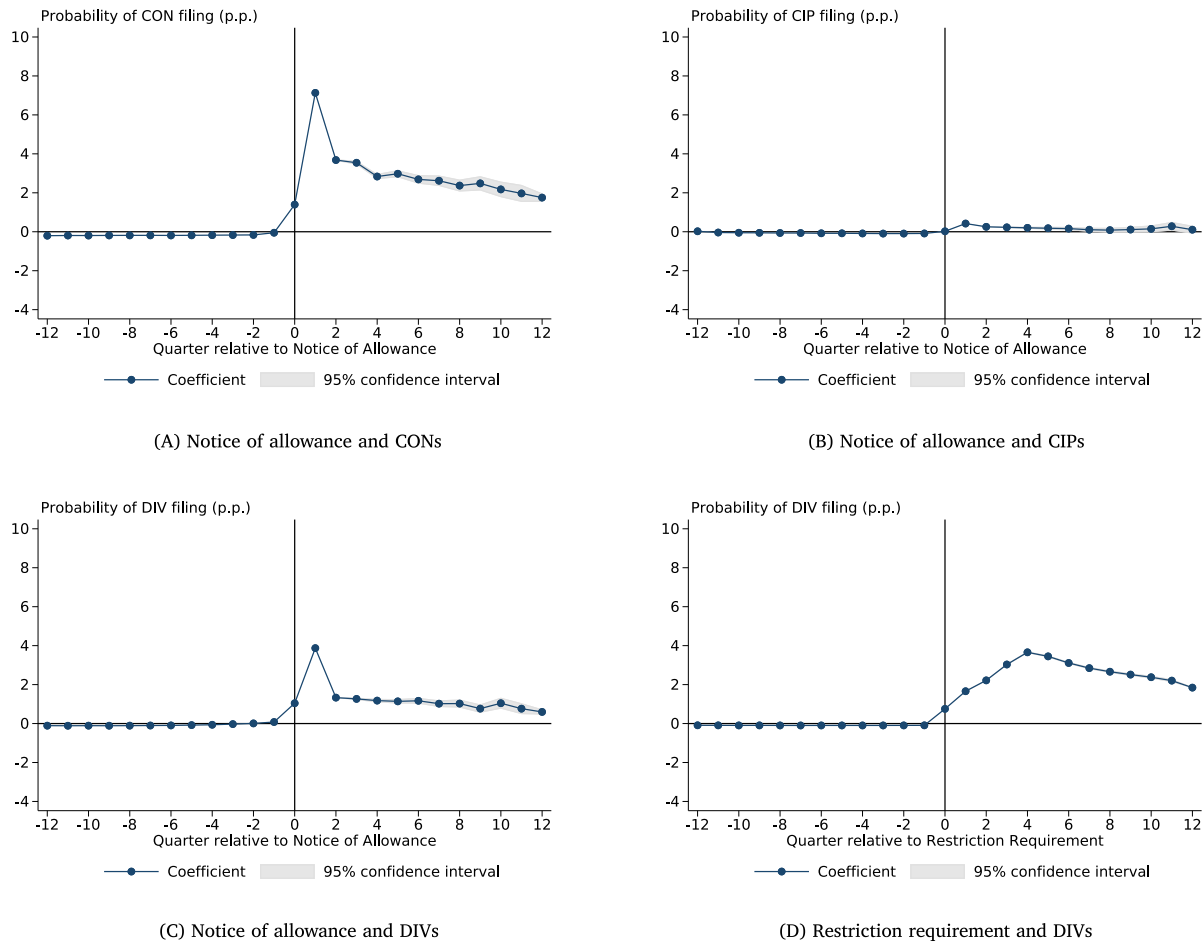 Probability of CON filing (p.p.)
10
8
6
4
2
0
-2
-4
-12 -10 -8 -6 -4 -2 0 2 4 6 8 10 12
Quarter relative to Notice of Allowance
Coefficient 95% confidence interval
(A) Notice of allowance and CONs
Probability of CIP filing (p.p.)
10
8
6
4
2
0
-2
-4
-12 -10 -8 -6 -4 -2 0 2 4 6 8 10 12
Quarter relative to Notice of Allowance
Coefficient 95% confidence interval
(B) Notice of allowance and CIPs
Probability of DIV filing (p.p.)
10
8
6
4
2
0
-2
-4
-12 -10 -8 -6 -4 -2 0 2 4 6 8 10 12
Quarter relative to Notice of Allowance
Coefficient 95% confidence interval
(C) Notice of allowance and DIVs
Probability of DIV filing (p.p.)
10
8
6
4
2
0
-2
-4
-12 -10 -8 -6 -4 -2 0 2 4 6 8 10 12
Quarter relative to Restriction Requirement
Coefficient 95% confidence interval
(D) Restriction requirement and DIVs